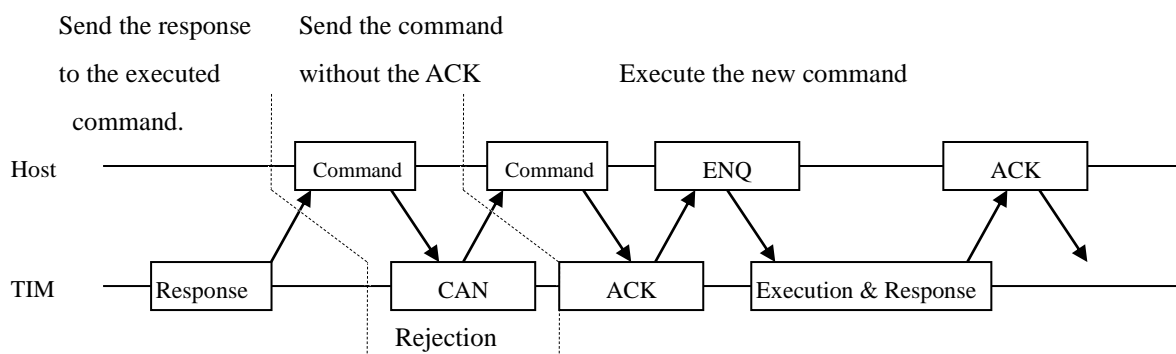 Send the response
to the executed
command.
Send the command
without the ACK
Execute the new command
Host
Command
Command
ENQ
ACK
TIM
Response
CAN
ACK
Execution & Response
Rejection